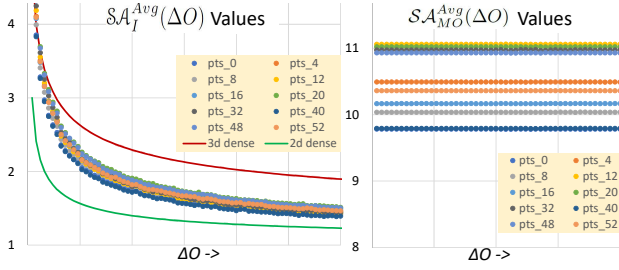 𝒮𝒜_I^{Avg}(ΔO) Values
4
3
2
1
pts_0 pts_4
pts_8 pts_12
pts_16 pts_20
pts_32 pts_40
pts_48 pts_52
3d dense 2d dense
ΔO ->
𝒮𝒜_{MO}^{Avg}(ΔO) Values
11
10
9
8
pts_0 pts_4
pts_8 pts_12
pts_16 pts_20
pts_32 pts_40
pts_48 pts_52
ΔO ->